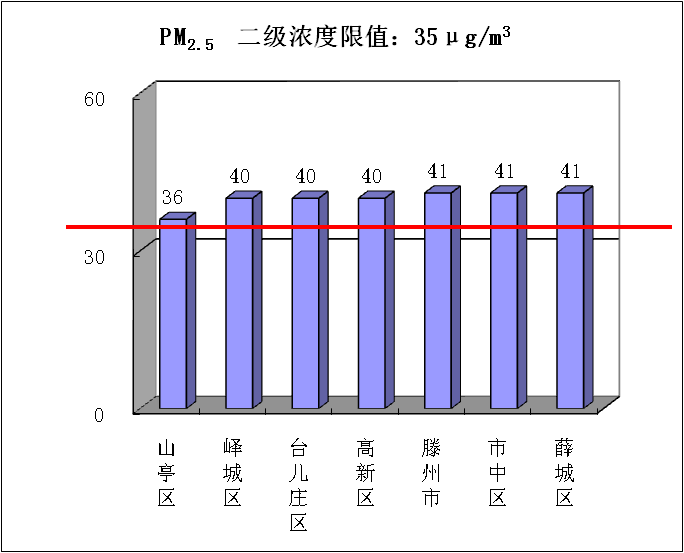 PM2.5 二级浓度限值：35μg/m3
60
30
0
36
40
40
40
41
41
41
山亭区
峄城区
台儿庄区
高新区
滕州市
市中区
薛城区